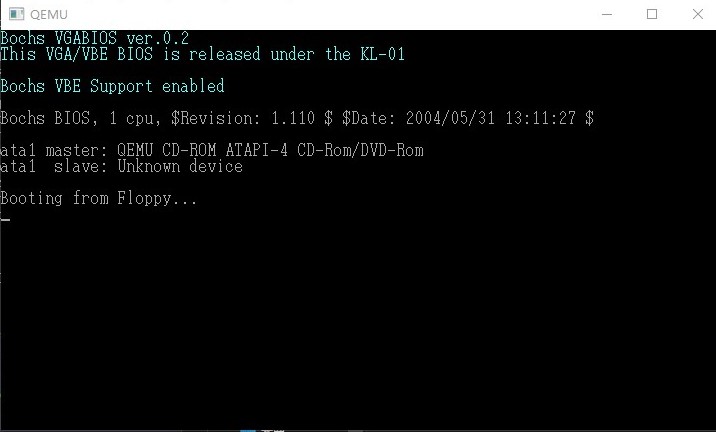 QEMU
Bochs VGABIOS ver.0.2
This VGA/VBE BIOS is released under the KL-01
Bochs VBE Support enabled
Bochs BIOS, 1 cpu, $Revision: 1.110 $ $Date: 2004/05/31 13:11:27 $
ata1 master: QEMU CD-ROM ATAPI-4 CD-Rom/DVD-Rom
ata1  slave: Unknown device
Booting from Floppy...